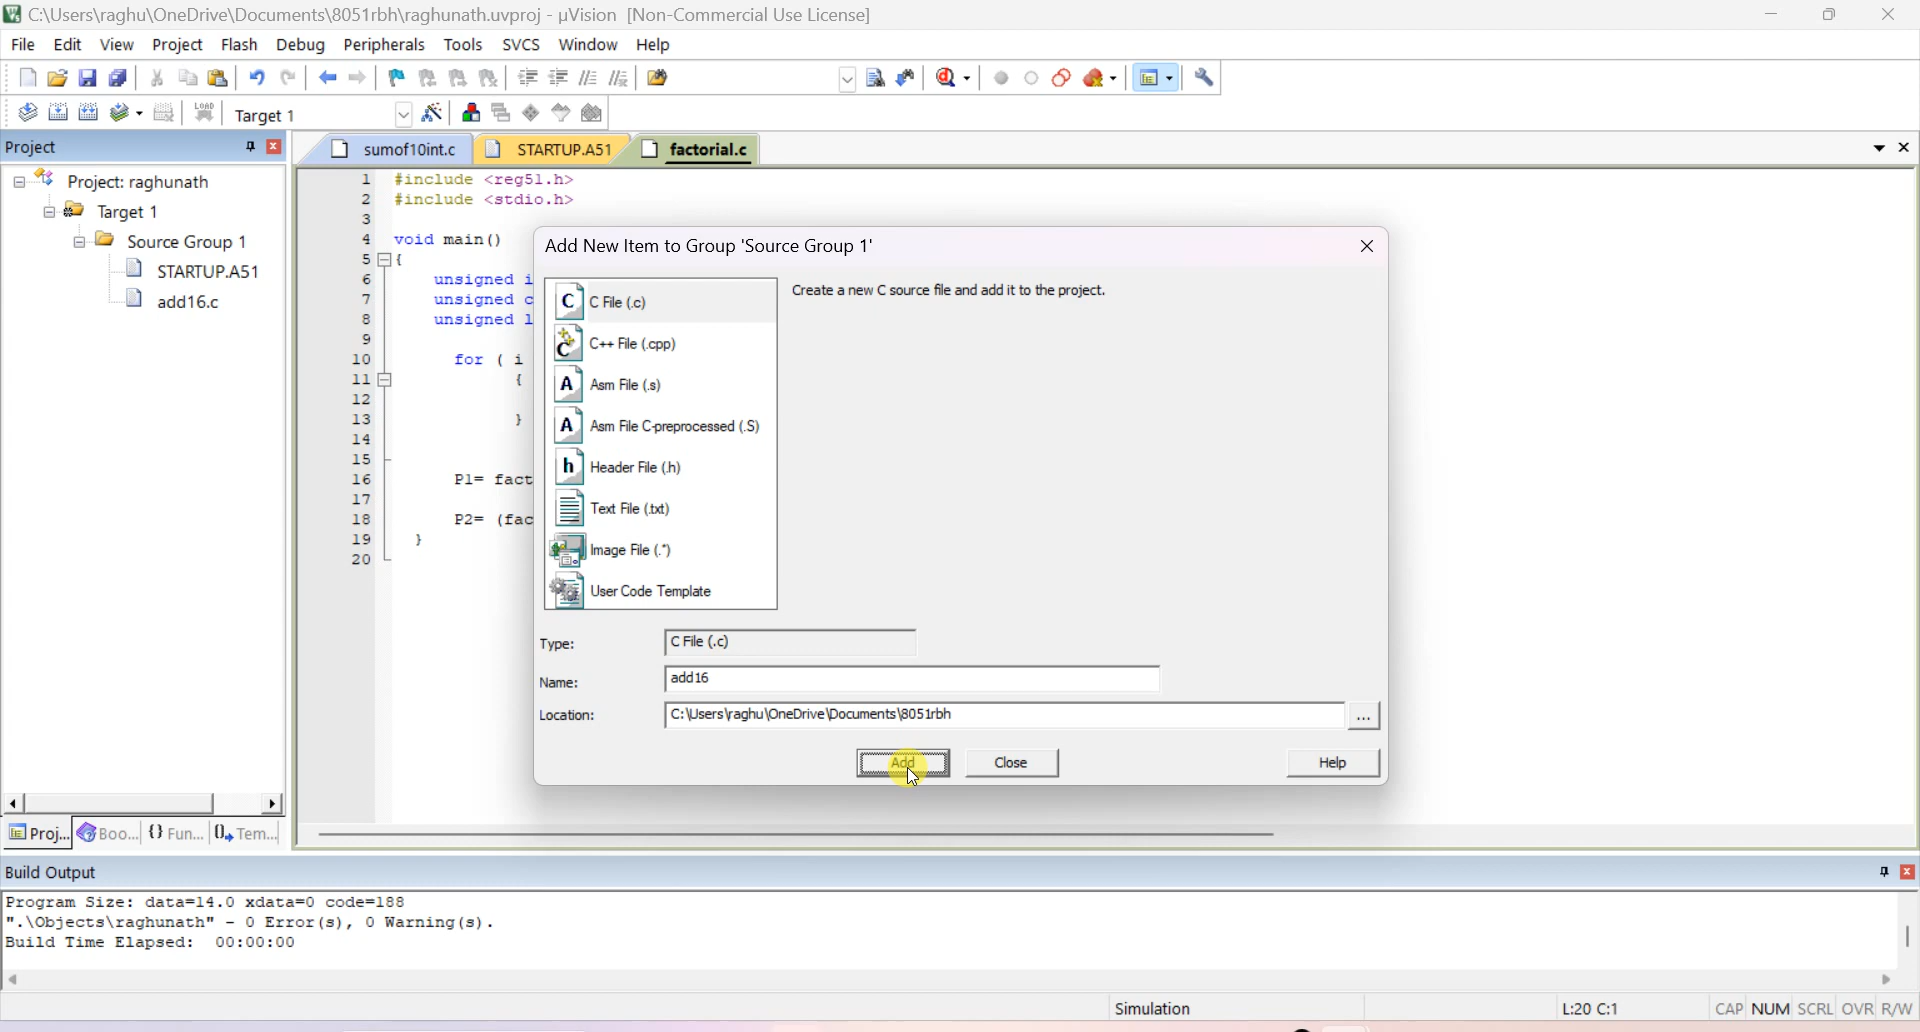 C:\Users\raghu\OneDrive\Documents\8051rbh\raghunath.uvproj - µVision [Non-Commercial Use License]
File Edit View Project Flash Debug Peripherals Tools SVCS Window Help
LOAD Target 1
Project
sumof10int.c STARTUP.A51 factorial.c
Project: raghunath
Target 1
Source Group 1
STARTUP.A51
add16.c
1 #include <reg51.h>
2 #include <stdio.h>
3
4 void main()
5 {
6 unsigned i
7 unsigned c
8 unsigned l
9
10 for ( i
11 {
12
13 }
14
15
16 P1= fact
17
18 P2= (fac
19 }
20
Add New Item to Group 'Source Group 1'
C File (.c)
C++ File (.cpp)
Asm File (.s)
Asm File C-preprocessed (.S)
Header File (.h)
Text File (.txt)
Image File (.*)
User Code Template
Create a new C source file and add it to the project.
Type: C File (.c)
Name: add16
Location: C:\Users\raghu\OneDrive\Documents\8051rbh ...
Add Close Help
Proj... Boo... {} Fun... 0 Tem...
Build Output
Program Size: data=14.0 xdata=0 code=188
".\Objects\raghunath" - 0 Error(s), 0 Warning(s).
Build Time Elapsed: 00:00:00
Simulation L:20 C:1 CAP NUM SCRL OVR R/W